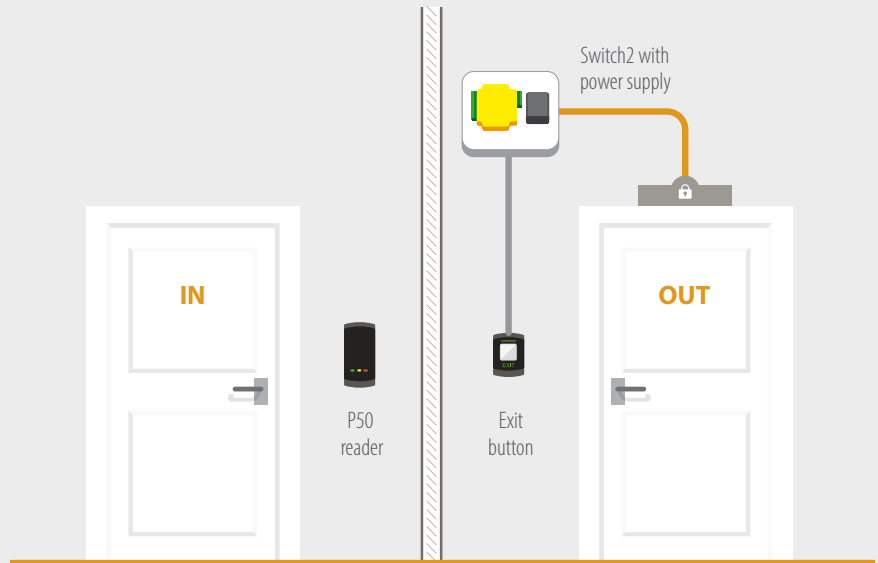 Switch2 with
power supply
IN
OUT
EXIT
P50
reader
Exit
button